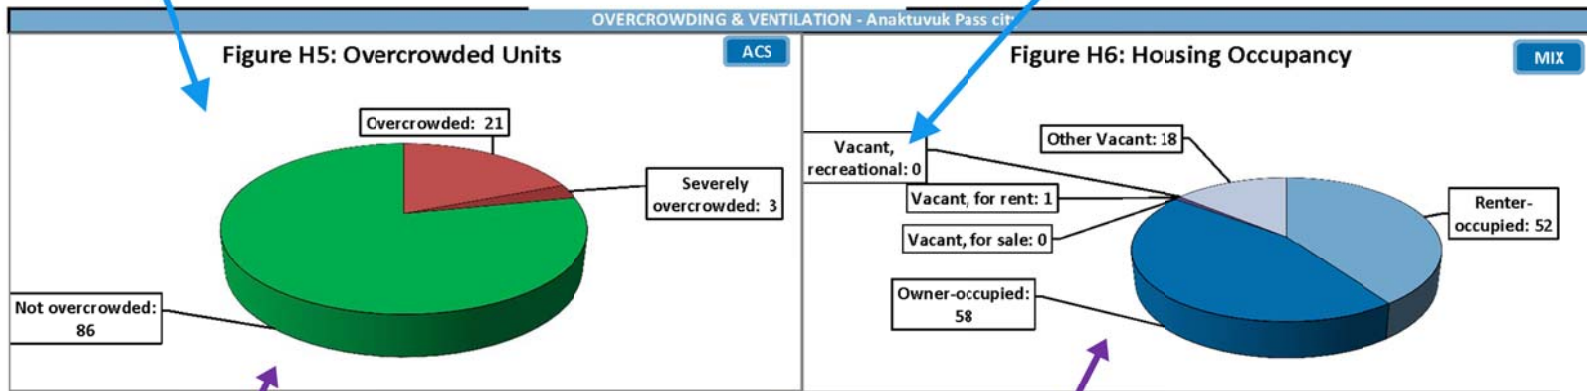 OVERCROWDING & VENTILATION - Anaktuvuk Pass city
Figure H5: Overcrowded Units
ACS
Overcrowded: 21
Severely
overcrowded: 3
Not overcrowded:
86
Figure H6: Housing Occupancy
MIX
Vacant,
recreational: 0
Other Vacant: 18
Vacant, for rent: 1
Vacant, for sale: 0
Renter-
occupied: 52
Owner-occupied:
58